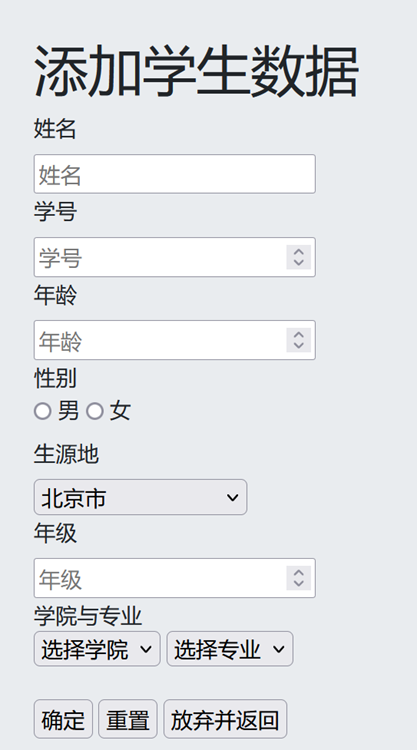 添加学生数据
姓名
姓名
学号
学号
年龄
年龄
性别
男 女
生源地
北京市
年级
年级
学院与专业
选择学院 选择专业
确定 重置 放弃并返回